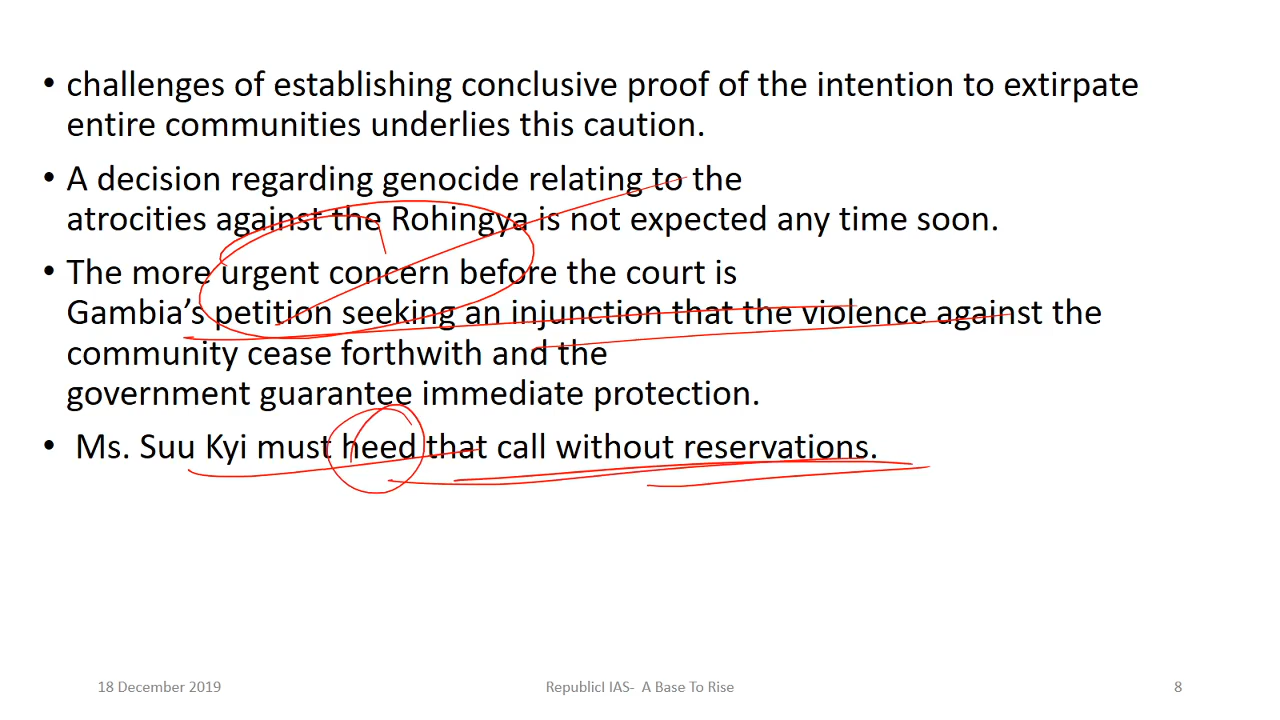 • challenges of establishing conclusive proof of the intention to extirpate
entire communities underlies this caution.
• A decision regarding genocide relating to the
atrocities against the Rohingya is not expected any time soon.
• The more urgent concern before the court is
Gambia’s petition seeking an injunction that the violence against the
community cease forthwith and the
government guarantee immediate protection.
• Ms. Suu Kyi must heed that call without reservations.
18 December 2019
RepublicI IAS- A Base To Rise
8